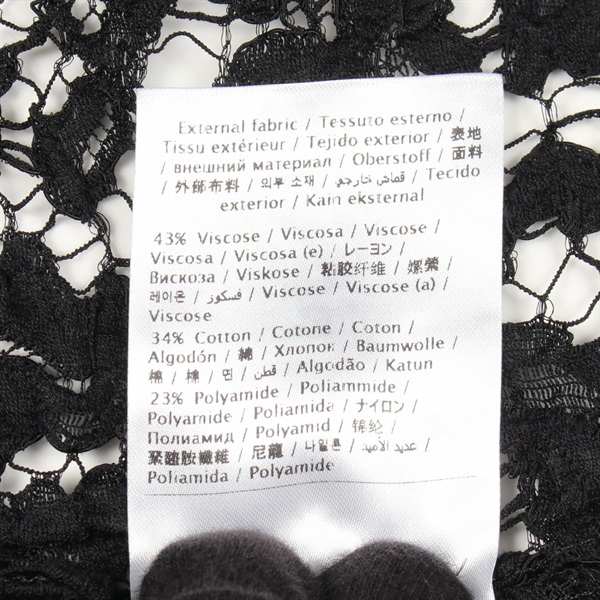 External fabric / Tessuto esterno /
Tissu extérieur / Tejido exterior / 表地
/ внешний материал / Oberstoff / 面料
/ 外部布料 / 외부 소재 / قماش خارجي / Tecido
exterior / Kain eksternal
43% Viscose / Viscosa / Viscose /
Viscosa / Viscosa (e) / レーヨン /
Вискоза / Viskose / 粘胶纤维 / 嫘縈
레이온 / فسكوز / Viscose / Viscose (a) /
Viscose
34% Cotton / Cotone / Coton /
Algodón / 綿 / Хлопок / Baumwolle /
棉 / 棉 / 면 / قطن / Algodão / Katun
23% Polyamide / Poliammide /
Polyamide / Poliamida / ナイロン /
Полиамид / Polyamid / 锦纶 /
聚醯胺纖維 / 尼龍 / 나일론 / عديد الأميد /
Poliamida / Polyamide